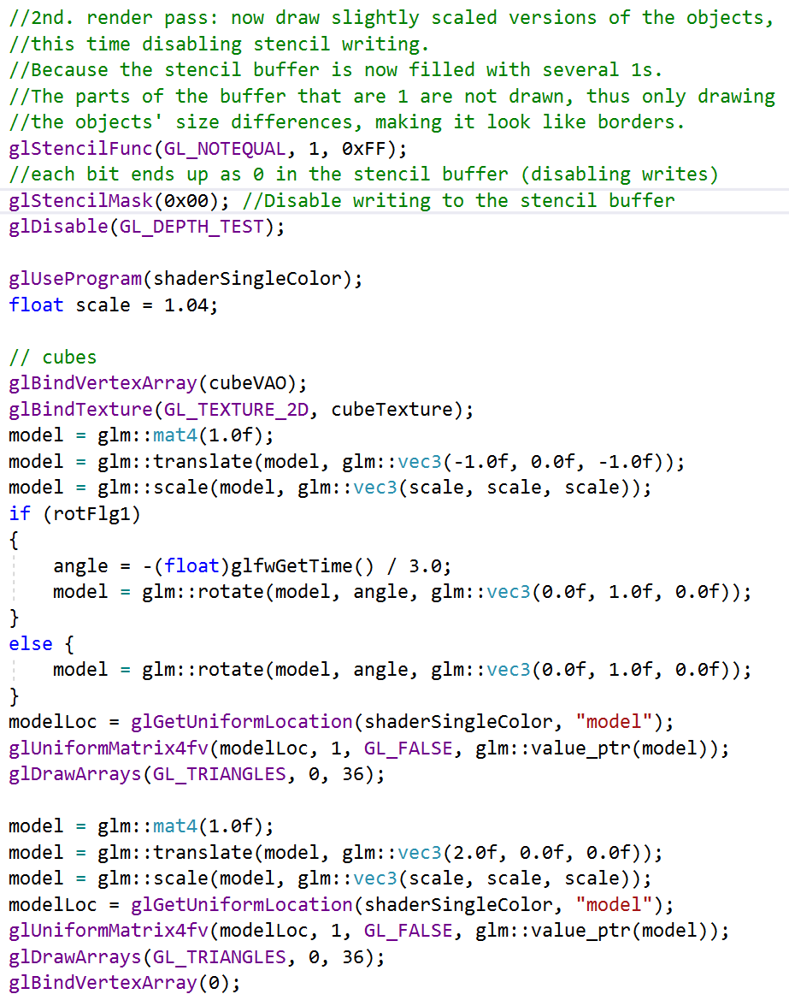 //2nd. render pass: now draw slightly scaled versions of the objects,
//this time disabling stencil writing.
//Because the stencil buffer is now filled with several 1s.
//The parts of the buffer that are 1 are not drawn, thus only drawing
//the objects' size differences, making it look like borders.
glStencilFunc(GL_NOTEQUAL, 1, 0xFF);
//each bit ends up as 0 in the stencil buffer (disabling writes)
glStencilMask(0x00); //Disable writing to the stencil buffer
glDisable(GL_DEPTH_TEST);

glUseProgram(shaderSingleColor);
float scale = 1.04;

// cubes
glBindVertexArray(cubeVAO);
glBindTexture(GL_TEXTURE_2D, cubeTexture);
model = glm::mat4(1.0f);
model = glm::translate(model, glm::vec3(-1.0f, 0.0f, -1.0f));
model = glm::scale(model, glm::vec3(scale, scale, scale));
if (rotFlg1)
{
    angle = -(float)glfwGetTime() / 3.0;
    model = glm::rotate(model, angle, glm::vec3(0.0f, 1.0f, 0.0f));
}
else {
    model = glm::rotate(model, angle, glm::vec3(0.0f, 1.0f, 0.0f));
}
modelLoc = glGetUniformLocation(shaderSingleColor, "model");
glUniformMatrix4fv(modelLoc, 1, GL_FALSE, glm::value_ptr(model));
glDrawArrays(GL_TRIANGLES, 0, 36);

model = glm::mat4(1.0f);
model = glm::translate(model, glm::vec3(2.0f, 0.0f, 0.0f));
model = glm::scale(model, glm::vec3(scale, scale, scale));
modelLoc = glGetUniformLocation(shaderSingleColor, "model");
glUniformMatrix4fv(modelLoc, 1, GL_FALSE, glm::value_ptr(model));
glDrawArrays(GL_TRIANGLES, 0, 36);
glBindVertexArray(0);